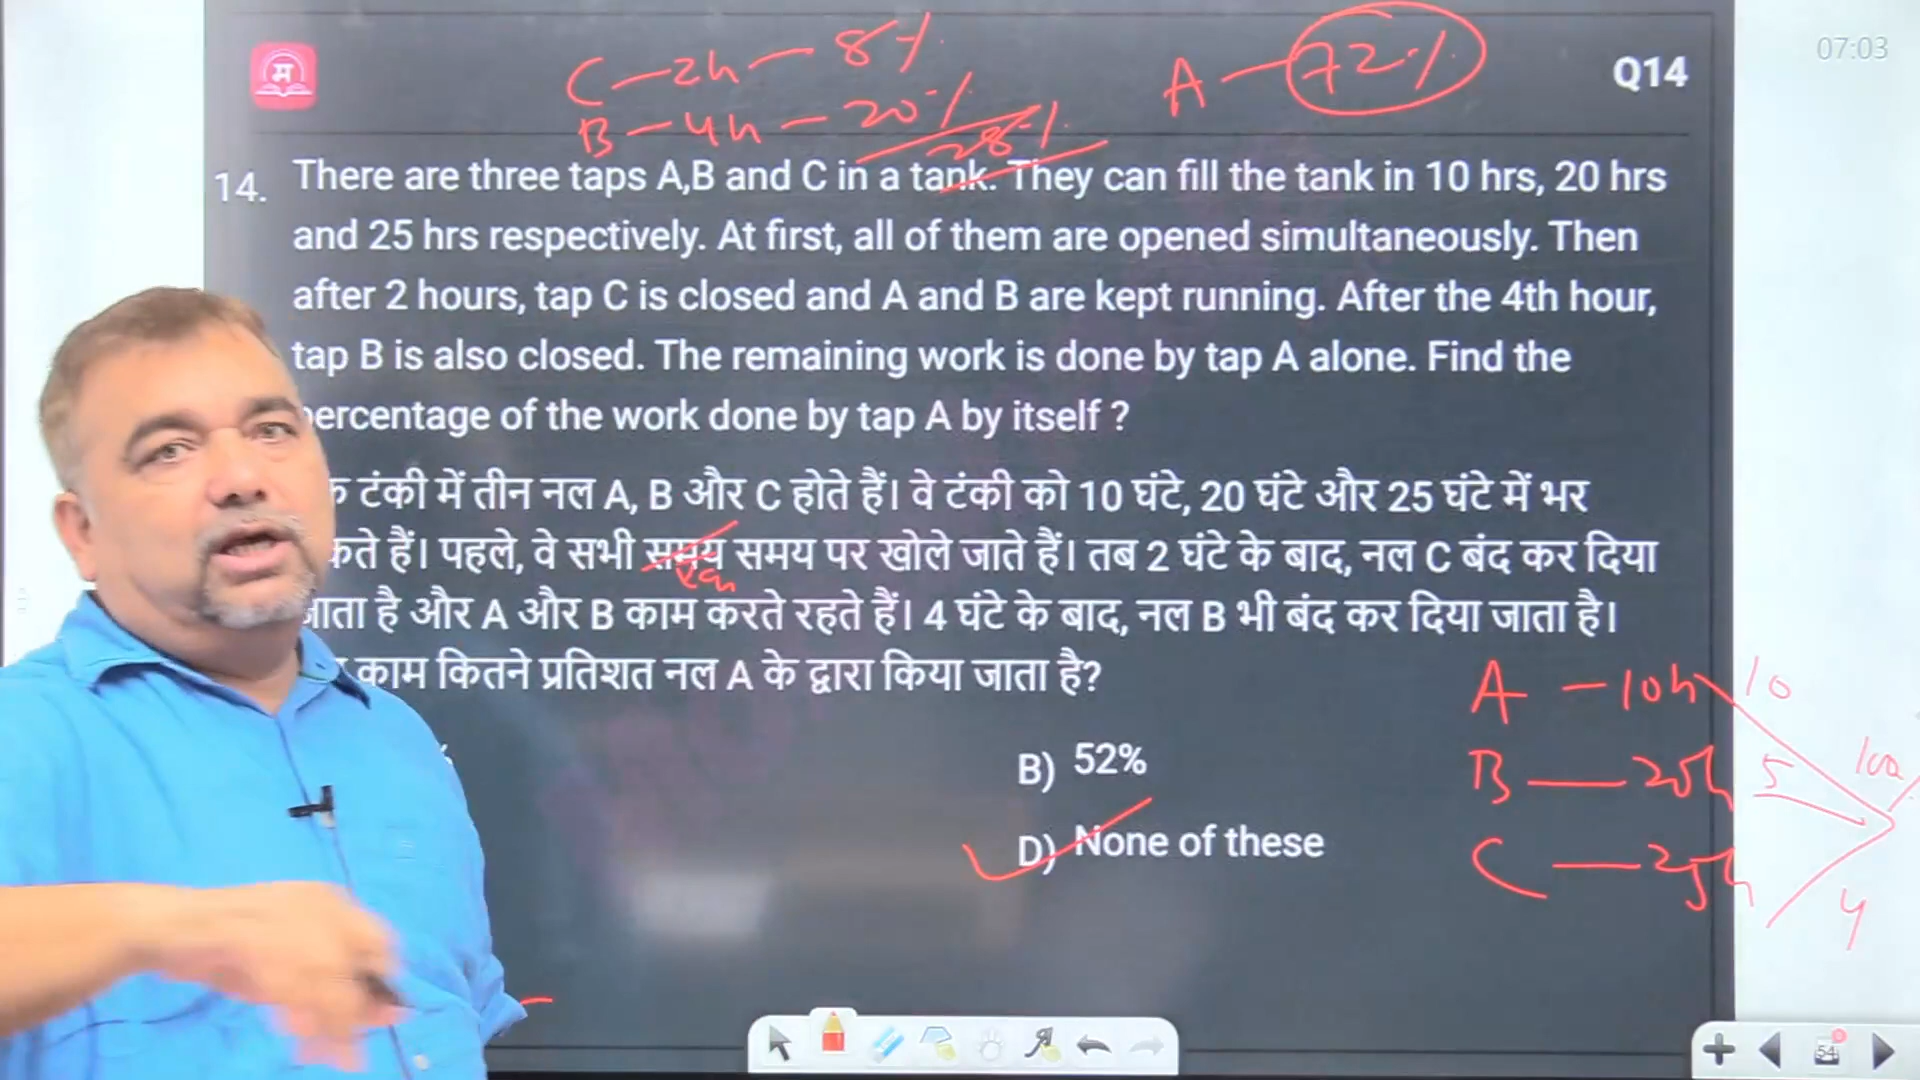 07:03
म
Q14
C — 2h — 8%
B — 4h — 20%
28%
A — 72%
14. There are three taps A,B and C in a tank. They can fill the tank in 10 hrs, 20 hrs
and 25 hrs respectively. At first, all of them are opened simultaneously. Then
after 2 hours, tap C is closed and A and B are kept running. After the 4th hour,
tap B is also closed. The remaining work is done by tap A alone. Find the
percentage of the work done by tap A by itself ?
टंकी में तीन नल A, B और C होते हैं। वे टंकी को 10 घंटे, 20 घंटे और 25 घंटे में भर
हैं। पहले, वे सभी समय समय पर खोले जाते हैं। तब 2 घंटे के बाद, नल C बंद कर दिया
जाता है और A और B काम करते रहते हैं। 4 घंटे के बाद, नल B भी बंद कर दिया जाता है।
काम कितने प्रतिशत नल A के द्वारा किया जाता है?
A — 10h 10
B) 52%
B — 20h 5
100
D) None of these
C — 25h
4
54